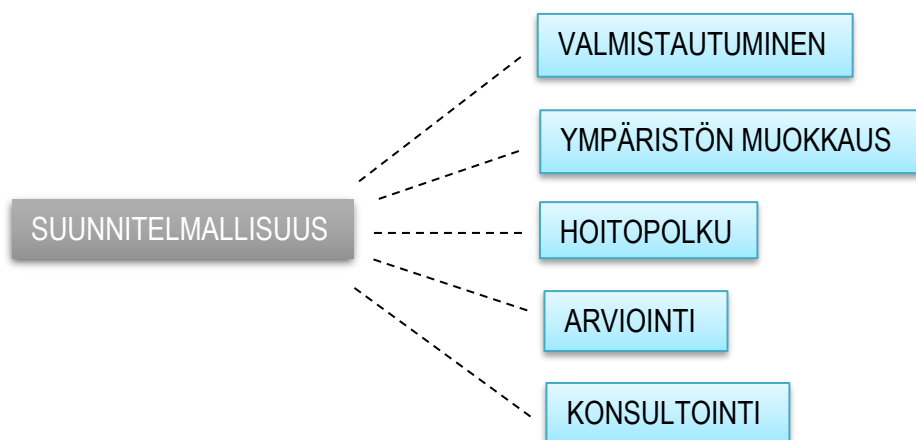 VALMISTAUTUMINEN
YMPÄRISTÖN MUOKKAUS
SUUNNITELMALLISUUS
HOITOPOLKU
ARVIOINTI
KONSULTOINTI